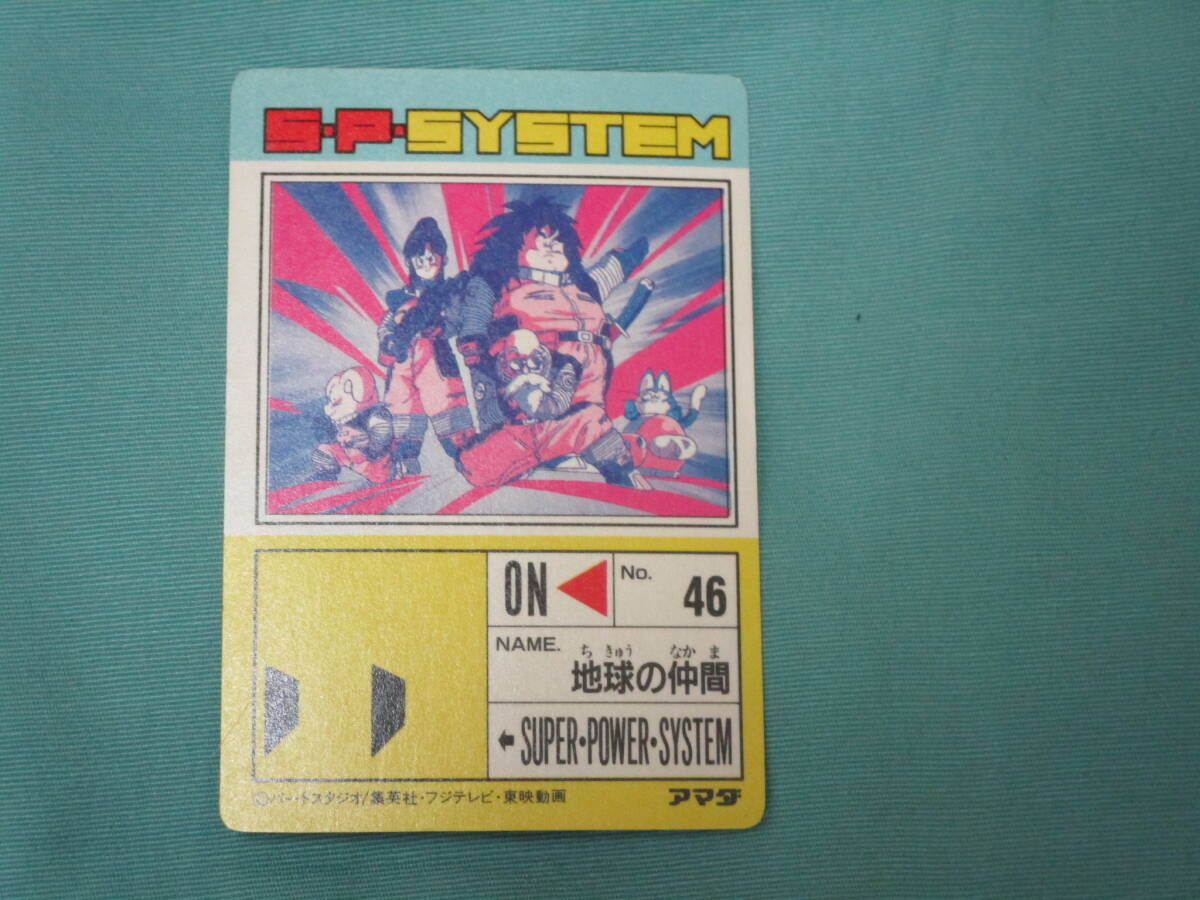 S・P・SYSTEM
ON ◀ No. 46
NAME.
ち きゅう なか ま
地球の仲間
← SUPER・POWER・SYSTEM
©バードスタジオ/集英社・フジテレビ・東映動画 アマダ